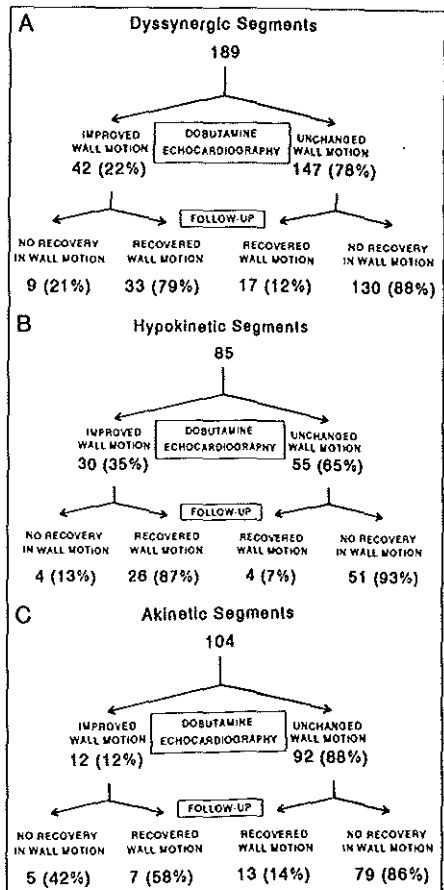 A
Dyssynergic Segments
189
IMPROVED WALL MOTION
42 (22%)
DOBUTAMINE ECHOCARDIOGRAPHY
UNCHANGED WALL MOTION
147 (78%)
FOLLOW-UP
NO RECOVERY IN WALL MOTION
9 (21%)
RECOVERED WALL MOTION
33 (79%)
RECOVERED WALL MOTION
17 (12%)
NO RECOVERY IN WALL MOTION
130 (88%)
B
Hypokinetic Segments
85
IMPROVED WALL MOTION
30 (35%)
DOBUTAMINE ECHOCARDIOGRAPHY
UNCHANGED WALL MOTION
55 (65%)
FOLLOW-UP
NO RECOVERY IN WALL MOTION
4 (13%)
RECOVERED WALL MOTION
26 (87%)
RECOVERED WALL MOTION
4 (7%)
NO RECOVERY IN WALL MOTION
51 (93%)
C
Akinetic Segments
104
IMPROVED WALL MOTION
12 (12%)
DOBUTAMINE ECHOCARDIOGRAPHY
UNCHANGED WALL MOTION
92 (88%)
FOLLOW-UP
NO RECOVERY IN WALL MOTION
5 (42%)
RECOVERED WALL MOTION
7 (58%)
RECOVERED WALL MOTION
13 (14%)
NO RECOVERY IN WALL MOTION
79 (86%)